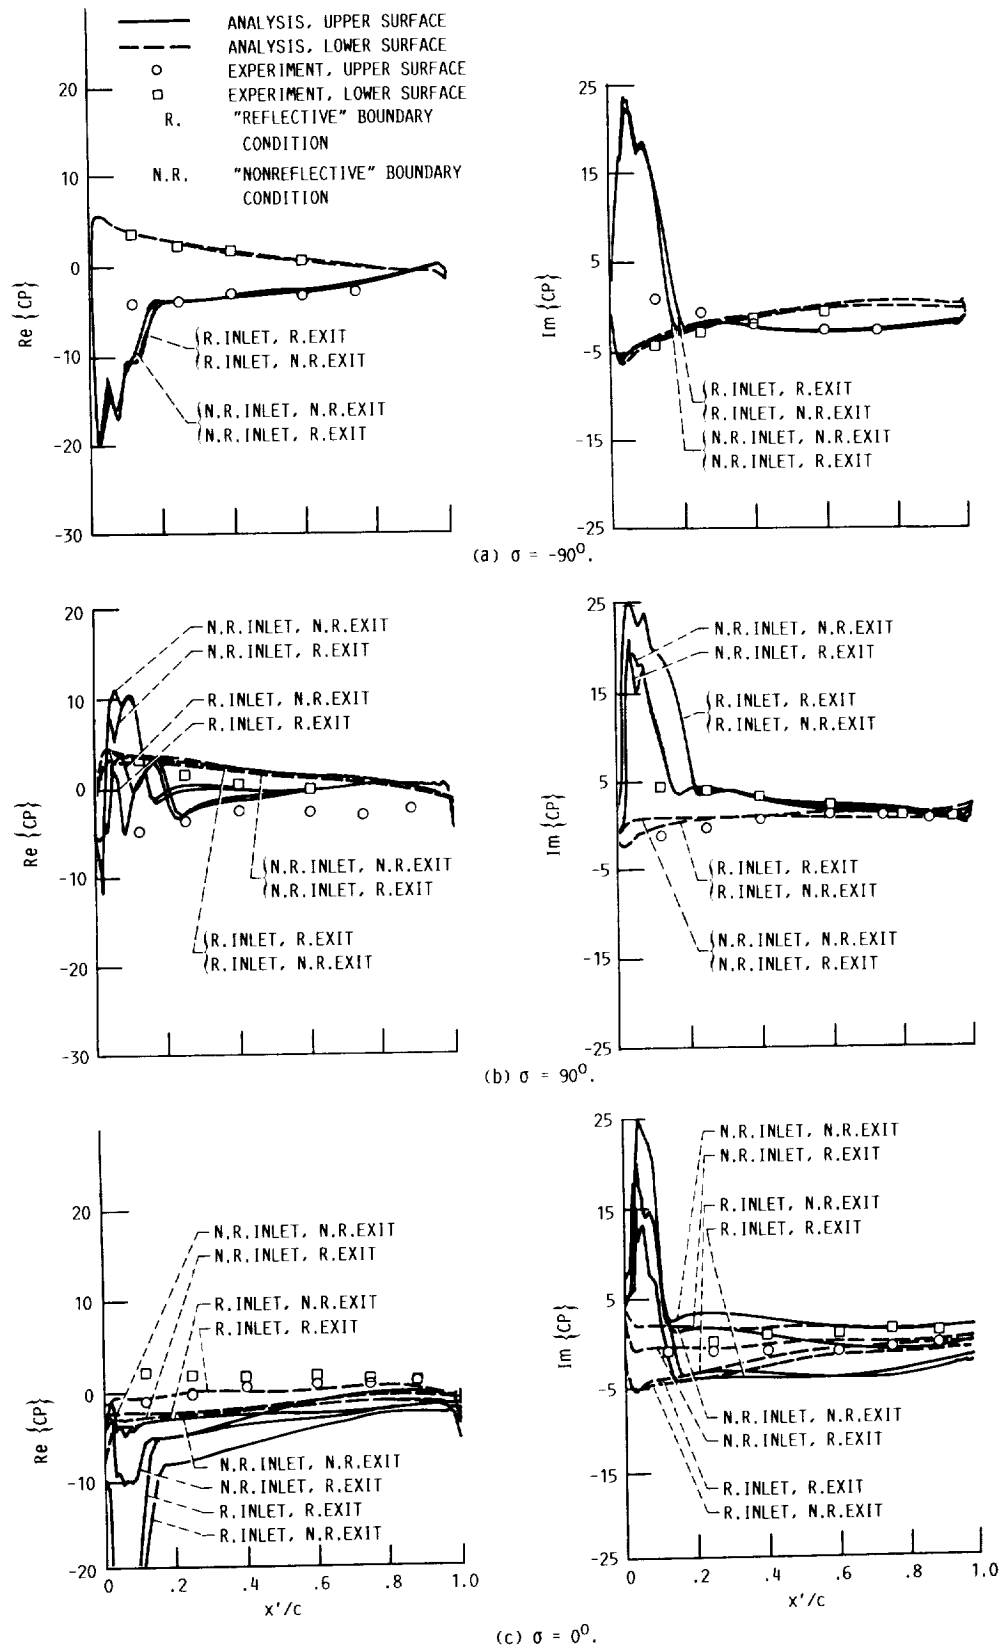 ANALYSIS, UPPER SURFACE
ANALYSIS, LOWER SURFACE
EXPERIMENT, UPPER SURFACE
EXPERIMENT, LOWER SURFACE
R. "REFLECTIVE" BOUNDARY
CONDITION
N.R. "NONREFLECTIVE" BOUNDARY
CONDITION
20
10
0
-10
-20
-30
Re {CP}
R.INLET, R.EXIT
R.INLET, N.R.EXIT
N.R.INLET, N.R.EXIT
N.R.INLET, R.EXIT
25
15
5
-5
-15
-25
Im {CP}
R.INLET, R.EXIT
R.INLET, N.R.EXIT
N.R.INLET, N.R.EXIT
N.R.INLET, R.EXIT
(a) σ = -90⁰.
20
10
0
-10
-20
-30
Re {CP}
N.R.INLET, N.R.EXIT
N.R.INLET, R.EXIT
R.INLET, N.R.EXIT
R.INLET, R.EXIT
N.R.INLET, N.R.EXIT
N.R.INLET, R.EXIT
R.INLET, R.EXIT
R.INLET, N.R.EXIT
25
15
5
-5
-15
-25
Im {CP}
N.R.INLET, N.R.EXIT
N.R.INLET, R.EXIT
R.INLET, R.EXIT
R.INLET, N.R.EXIT
R.INLET, R.EXIT
R.INLET, N.R.EXIT
N.R.INLET, N.R.EXIT
N.R.INLET, R.EXIT
(b) σ = 90⁰.
20
10
0
-10
-20
Re {CP}
N.R.INLET, N.R.EXIT
N.R.INLET, R.EXIT
R.INLET, N.R.EXIT
R.INLET, R.EXIT
N.R.INLET, N.R.EXIT
N.R.INLET, R.EXIT
R.INLET, R.EXIT
R.INLET, N.R.EXIT
0 .2 .4 .6 .8 1.0
x'/c
25
15
5
-5
-15
-25
Im {CP}
N.R.INLET, N.R.EXIT
N.R.INLET, R.EXIT
R.INLET, N.R.EXIT
R.INLET, R.EXIT
N.R.INLET, N.R.EXIT
N.R.INLET, R.EXIT
R.INLET, R.EXIT
R.INLET, N.R.EXIT
0 .2 .4 .6 .8 1.0
x'/c
(c) σ = 0⁰.